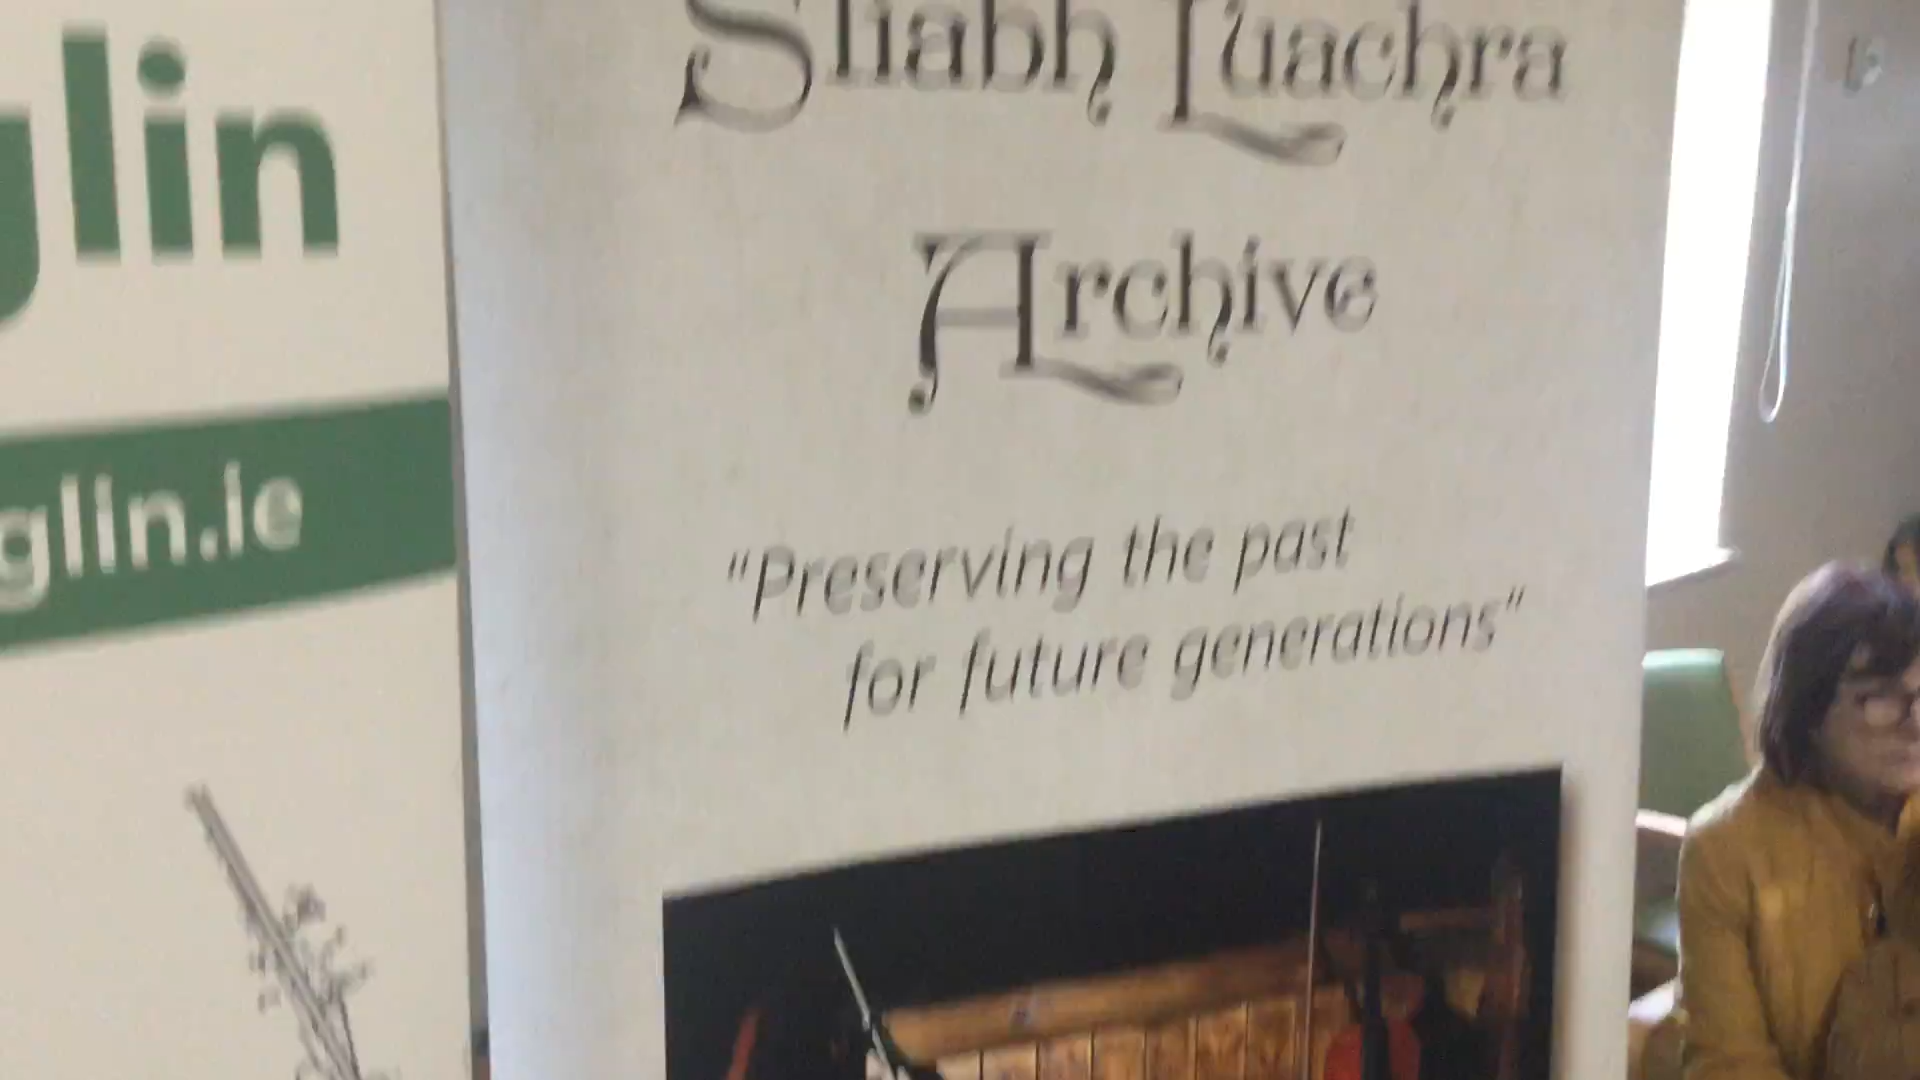 glin
glin.ie
Sliabh Luachra
Archive
"Preserving the past
for future generations"